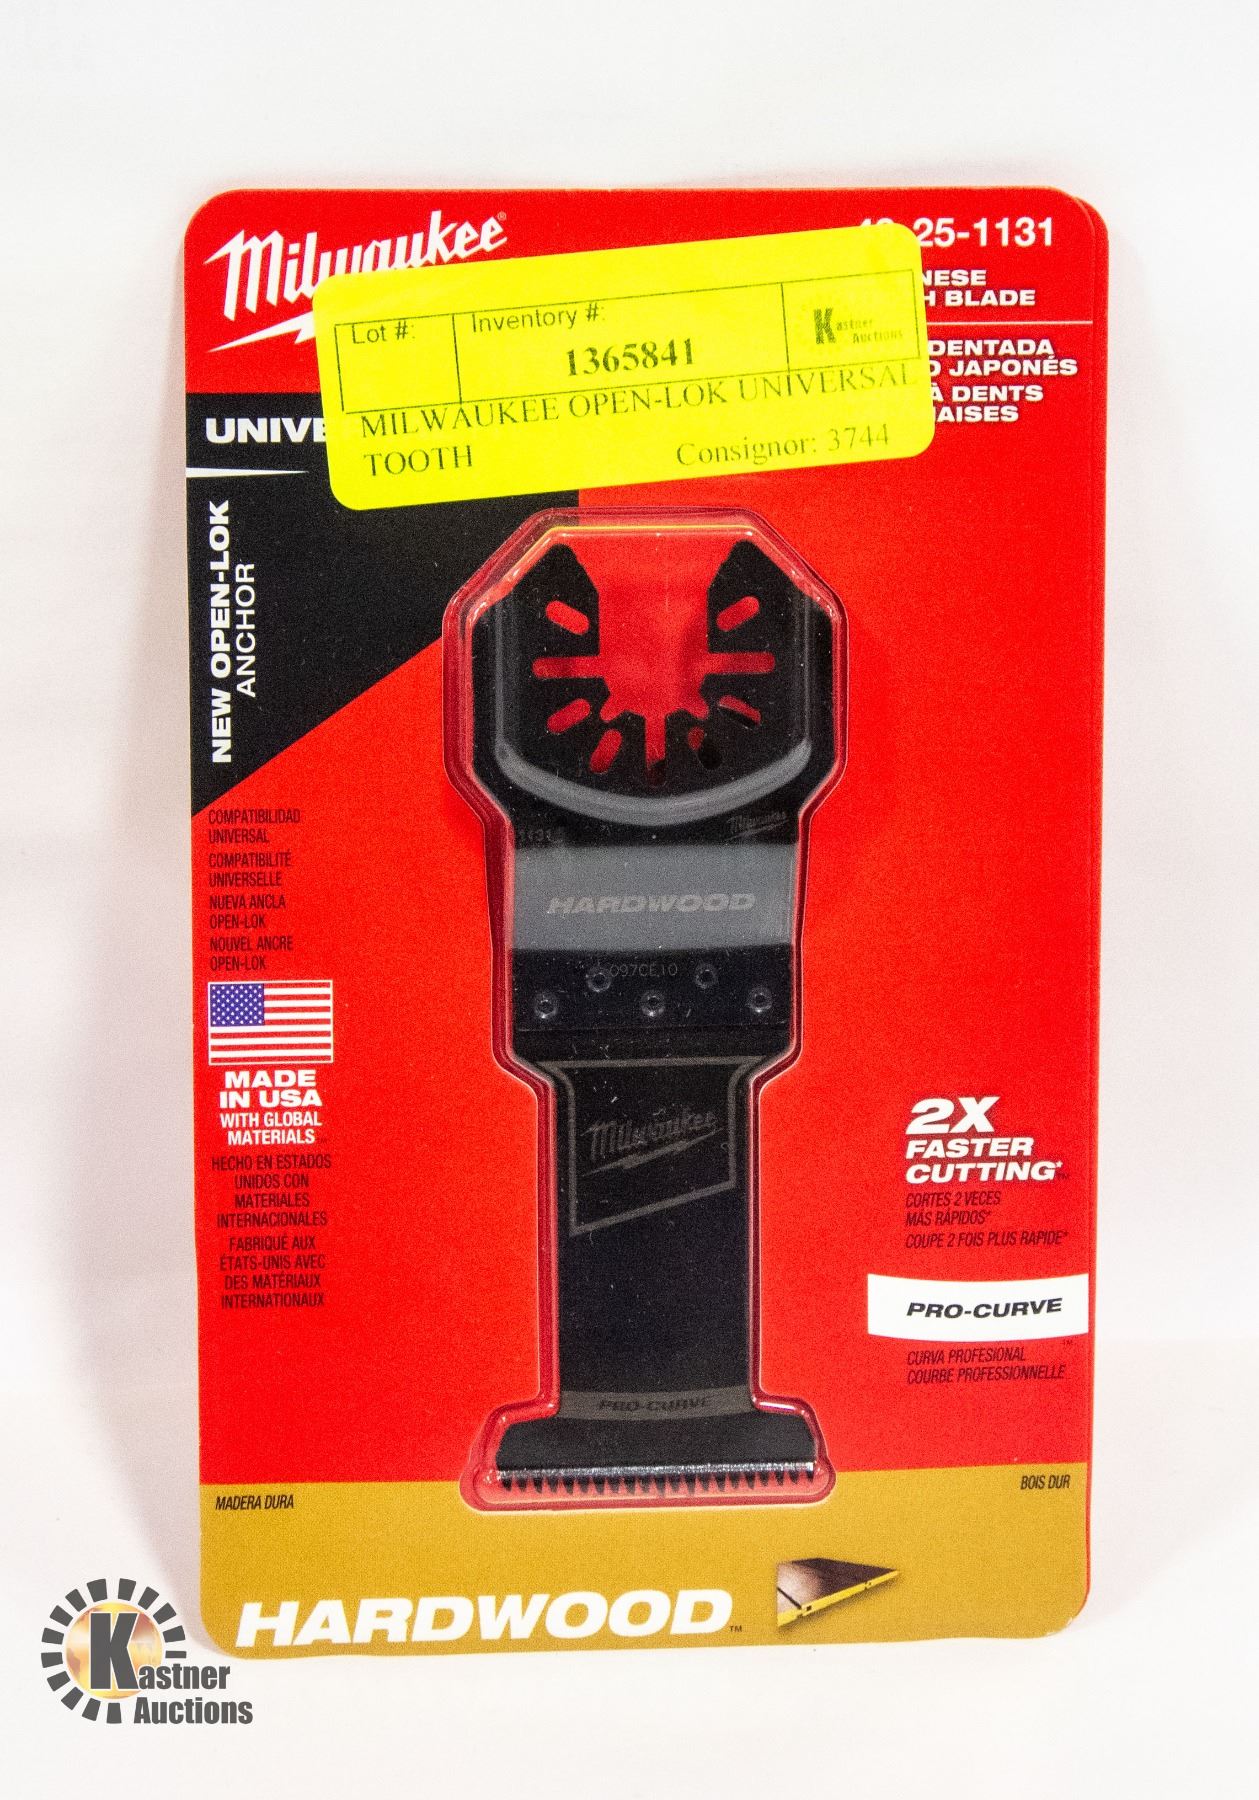 Milwaukee®
25-1131
BLADE
DENTADA
JAPONÉS
À DENTS
Lot #:
Inventory #:
1365841
Kastner
Auctions
MILWAUKEE OPEN-LOK UNIVERSAL
TOOTH
Consignor: 3744
NEW OPEN-LOK
ANCHOR
COMPATIBILIDAD
UNIVERSAL
COMPATIBILITÉ
UNIVERSELLE
NUEVA ANCLA
OPEN-LOK
NOUVEL ANCRE
OPEN-LOK
MADE
IN USA
WITH GLOBAL
MATERIALS
HECHO EN ESTADOS
UNIDOS CON
MATERIALES
INTERNACIONALES
FABRIQUÉ AUX
ÉTATS-UNIS AVEC
DES MATÉRIAUX
INTERNATIONAUX
Milwaukee
HARDWOOD
097CE10
Milwaukee
PRO-CURVE
2X
FASTER
CUTTING*™
CORTES 2 VECES
MÁS RÁPIDOS*
COUPE 2 FOIS PLUS RAPIDE*
PRO-CURVE
™
CURVA PROFESIONAL
COURBE PROFESSIONNELLE
MADERA DURA
BOIS DUR
HARDWOOD™
Kastner
Auctions